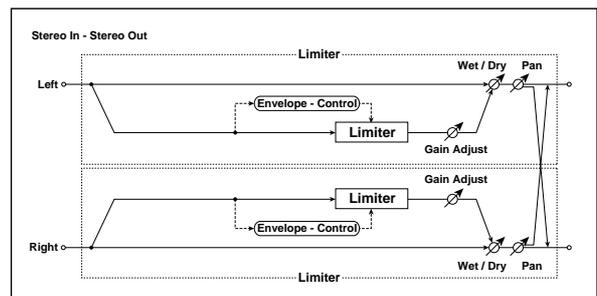 Stereo In - Stereo Out
Limiter
Wet / Dry Pan
Left
Envelope - Control
Limiter
Gain Adjust
Gain Adjust
Limiter
Envelope - Control
Right
Wet / Dry Pan
Limiter